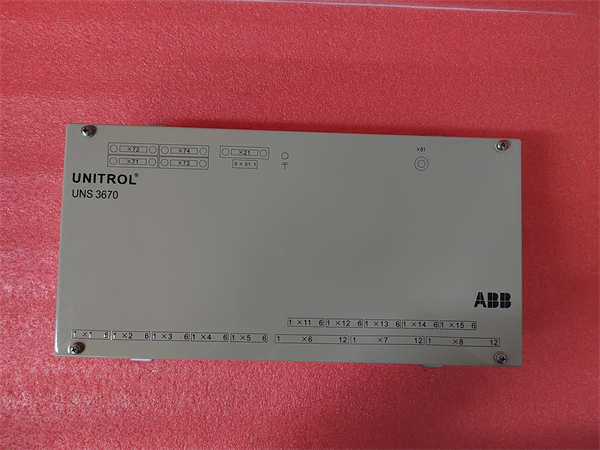 X72 X74 X21 X81
X71 X73
UNITROL®
UNS 3670
ABB
1 X11 6 1 X12 6 1 X13 6 1 X14 6 1 X15 6
1 X1 6 1 X2 6 1 X3 6 1 X4 6 1 X5 6 1 X6 12 1 X7 12 1 X8 12